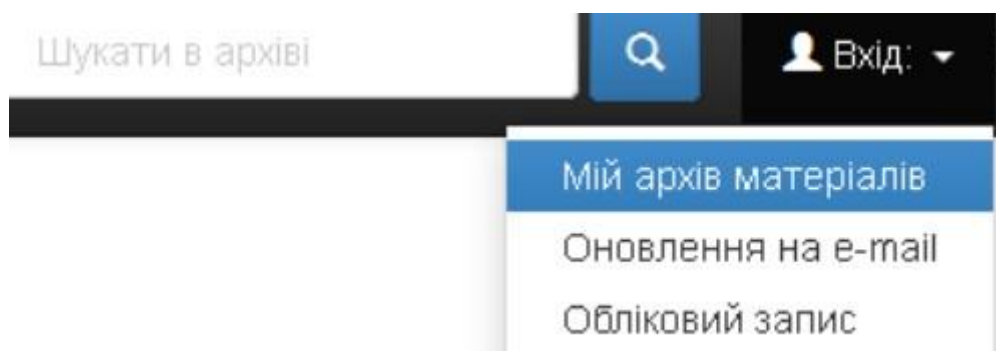 Шукати в архіві
Вхід:
Мій архів матеріалів
Оновлення на e-mail
Обліковий запис